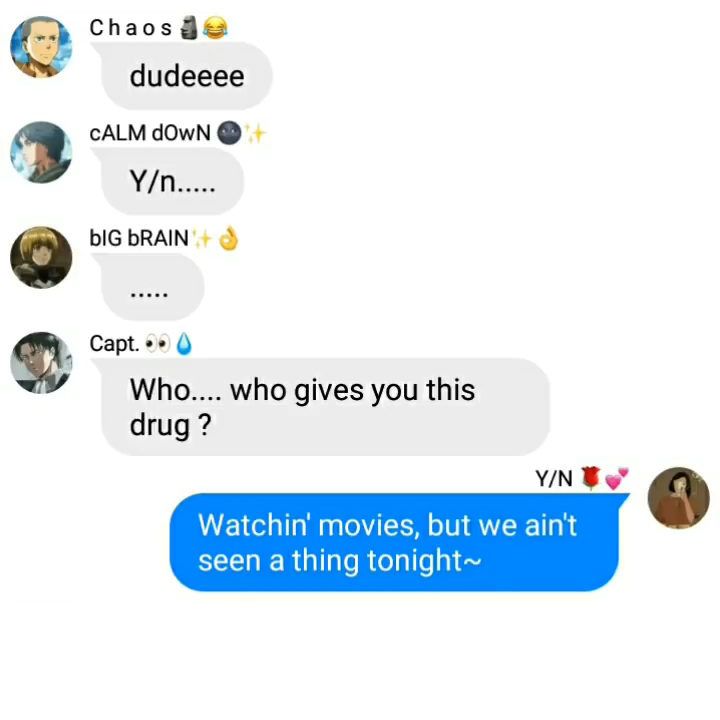 C h a o s 🗿😂
dudeeee
cALM dOwN 🌚✨
Y/n.....
bIG bRAIN✨👌
.....
Capt. 👀💧
Who.... who gives you this
drug ?
Y/N 🌹💕
Watchin' movies, but we ain't
seen a thing tonight~